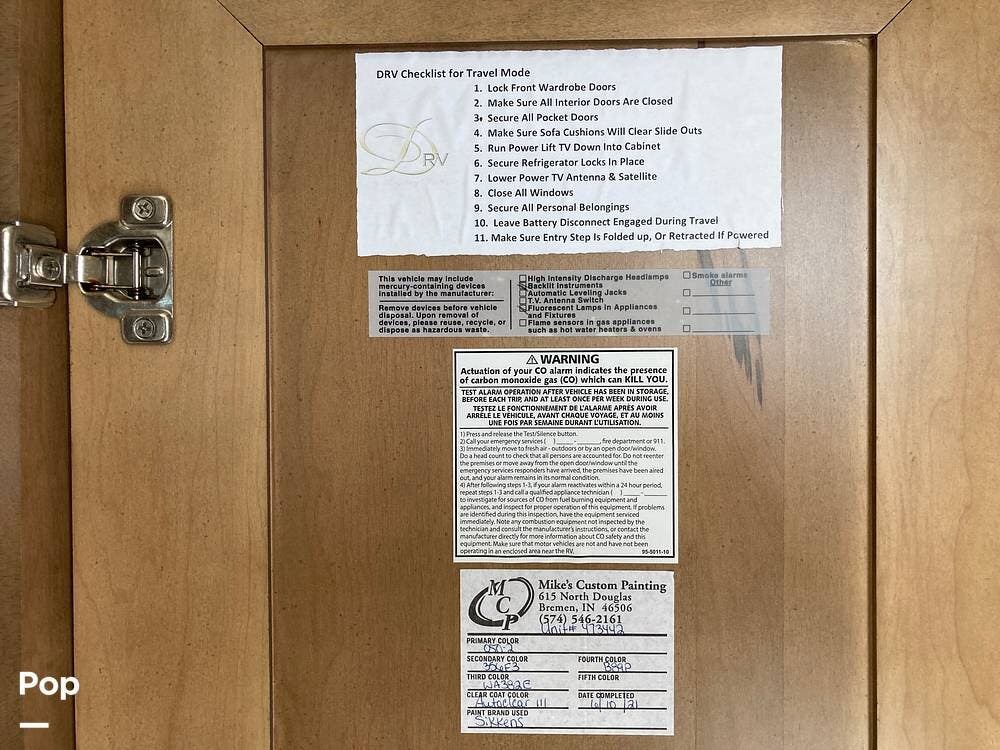 DRV Checklist for Travel Mode
1. Lock Front Wardrobe Doors
2. Make Sure All Interior Doors Are Closed
3. Secure All Pocket Doors
4. Make Sure Sofa Cushions Will Clear Slide Outs
5. Run Power Lift TV Down Into Cabinet
6. Secure Refrigerator Locks In Place
7. Lower Power TV Antenna & Satellite
8. Close All Windows
9. Secure All Personal Belongings
10. Leave Battery Disconnect Engaged During Travel
11. Make Sure Entry Step Is Folded up, Or Retracted If Powered
DRV
This vehicle may include
mercury-containing devices
installed by the manufacturer:
Remove devices before vehicle
disposal. Upon removal of
devices, please reuse, recycle, or
dispose as hazardous waste.
High Intensity Discharge Headlamps
Backlit Instruments
Automatic Leveling Jacks
T.V. Antenna Switch
Fluorescent Lamps in Appliances
and Fixtures
Flame sensors in gas appliances
such as hot water heaters & ovens
Smoke alarms
Other
⚠ WARNING
Actuation of your CO alarm indicates the presence
of carbon monoxide gas (CO) which can KILL YOU.
TEST ALARM OPERATION AFTER VEHICLE HAS BEEN IN STORAGE,
BEFORE EACH TRIP, AND AT LEAST ONCE PER WEEK DURING USE.
TESTEZ LE FONCTIONNEMENT DE L'ALARME APRÈS AVOIR
ARRÊLÉ LE VÉHICULE, AVANT CHAQUE VOYAGE, ET AU MOINS
UNE FOIS PAR SEMAINE DURANT L'UTILISATION.
1) Press and release the Test/Silence button.
2) Call your emergency services ( )_____-_______, fire department or 911.
3) Immediately move to fresh air - outdoors or by an open door/window.
Do a head count to check that all persons are accounted for. Do not reenter
the premises or move away from the open door/window until the
emergency services responders have arrived, the premises have been aired
out, and your alarm remains in its normal condition.
4) After following steps 1-3, if your alarm reactivates within a 24 hour period,
repeat steps 1-3 and call a qualified appliance technician ( )_____-_______
to investigate for sources of CO from fuel burning equipment and
appliances, and inspect for proper operation of this equipment. If problems
are identified during this inspection, have the equipment serviced
immediately. Note any combustion equipment not inspected by the
technician and consult the manufacturer's instructions, or contact the
manufacturer directly for more information about CO safety and this
equipment. Make sure that motor vehicles are not and have not been
operating in an enclosed area near the RV.
95-5011-10
MCP
Mike's Custom Painting
615 North Douglas
Bremen, IN 46506
(574) 546-2161
Unit# 473442
PRIMARY COLOR
SECONDARY COLOR
356F3
FOURTH COLOR
THIRD COLOR
WA382E
FIFTH COLOR
CLEAR COAT COLOR
Autoclear III
DATE COMPLETED
6/10/21
PAINT BRAND USED
Sikkens
Pop